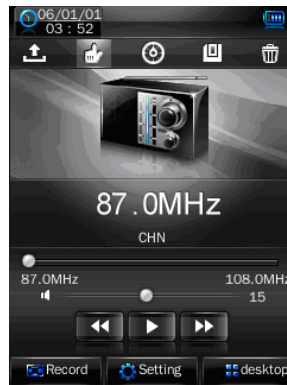 06/01/01
03 : 52
87.0MHz
CHN
87.0MHz 108.0MHz
15
Record Setting desktop